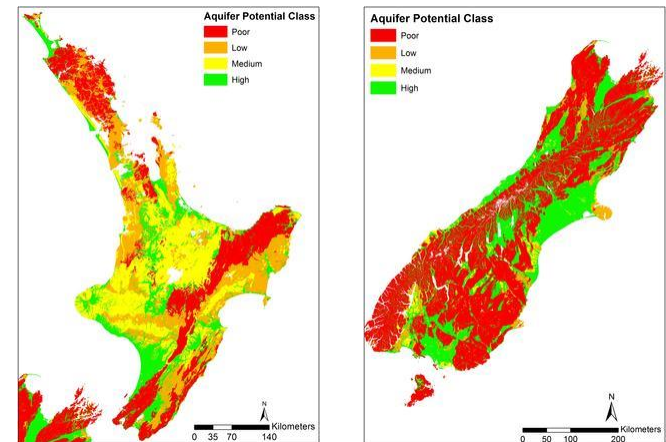 Aquifer Potential Class
Poor
Low
Medium
High
N
Kilometers
0 35 70 140
Aquifer Potential Class
Poor
Low
Medium
High
N
Kilometers
0 50 100 200